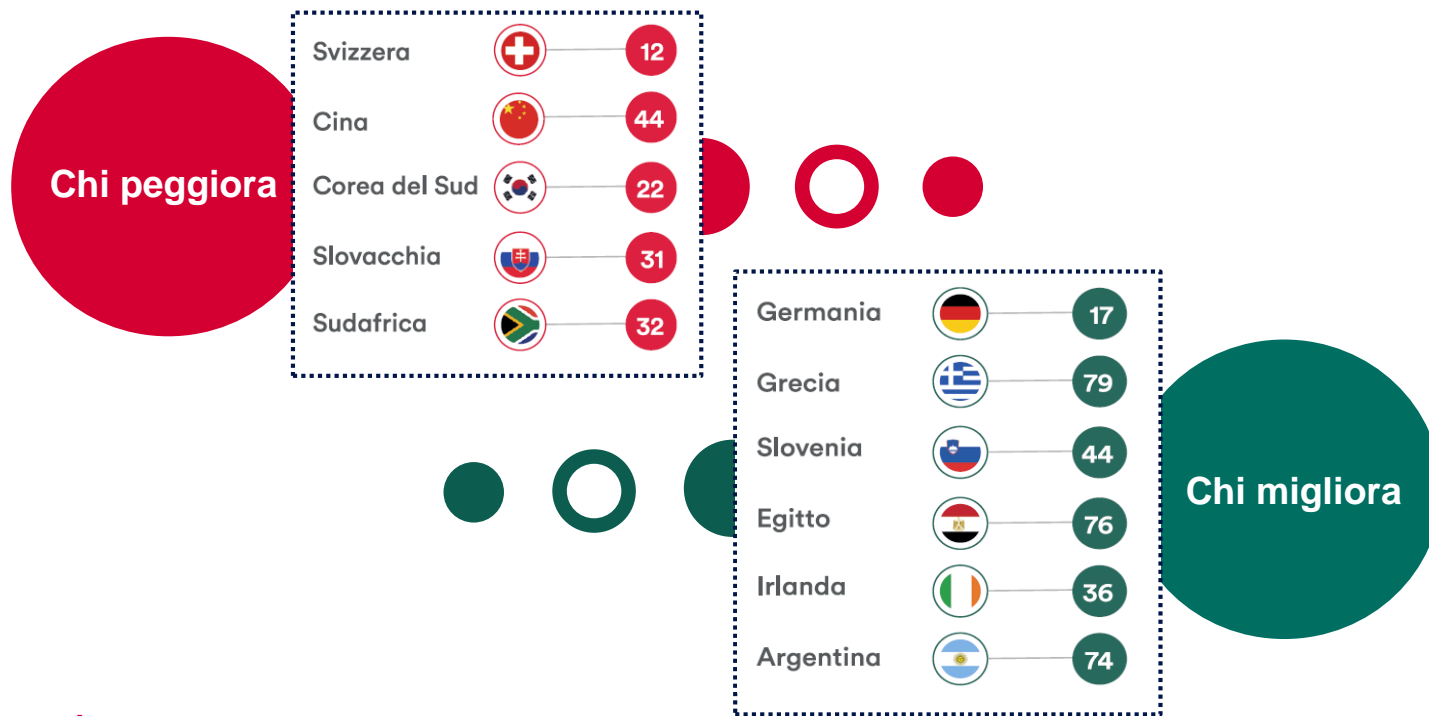 Chi peggiora
Svizzera 12
Cina 44
Corea del Sud 22
Slovacchia 31
Sudafrica 32
Germania 17
Grecia 79
Slovenia 44
Egitto 76
Irlanda 36
Argentina 74
Chi migliora